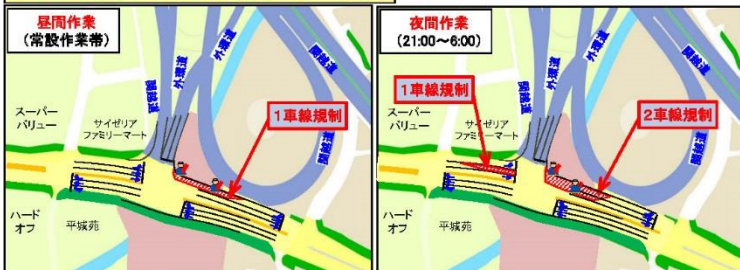 昼間作業
(常設作業帯)
外環道
外環道
関越道
関越道
スーパー
バリュー
サイゼリア
ファミリーマート
1車線規制
ハード
オフ
平城苑
夜間作業
(21:00~6:00)
外環道
外環道
関越道
関越道
1車線規制
スーパー
バリュー
サイゼリア
ファミリーマート
2車線規制
ハード
オフ
平城苑